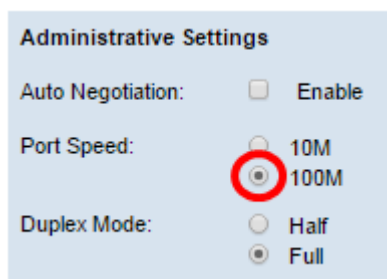 Administrative Settings
Auto Negotiation: Enable
Port Speed: 10M
100M
Duplex Mode: Half
Full